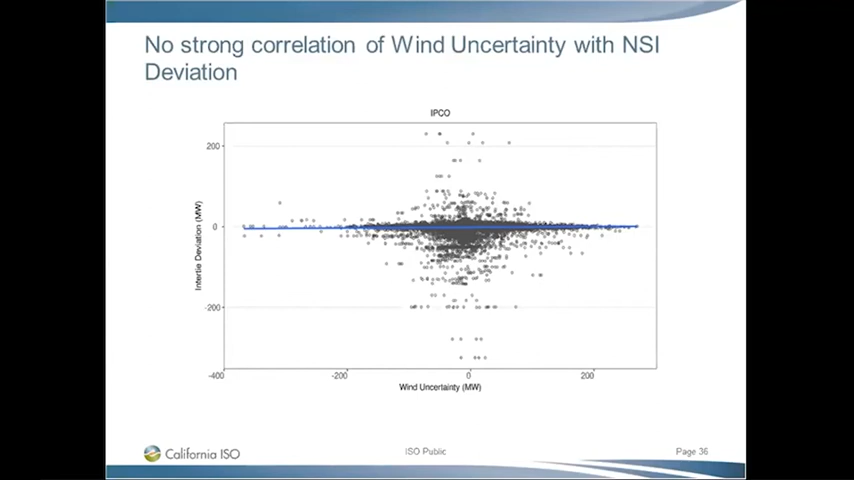 No strong correlation of Wind Uncertainty with NSI
Deviation
IPCO
200
0
-200
-400
Intertie Deviation (MW)
-400
-200
0
200
Wind Uncertainty (MW)
California ISO
ISO Public
Page 36